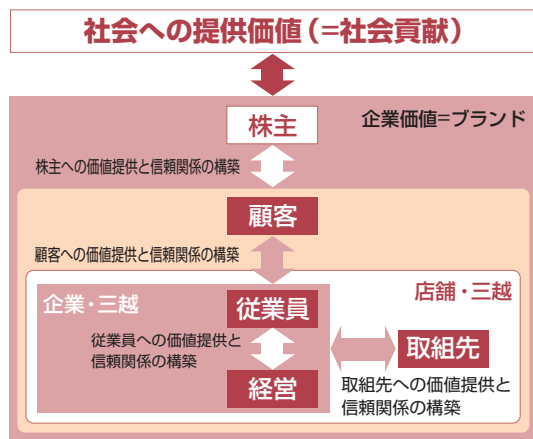 社会への提供価値(=社会貢献)
株主
企業価値=ブランド
株主への価値提供と信頼関係の構築
顧客
顧客への価値提供と信頼関係の構築
企業・三越
従業員
店舗・三越
従業員への価値提供と
信頼関係の構築
取組先
経営
取組先への価値提供と
信頼関係の構築